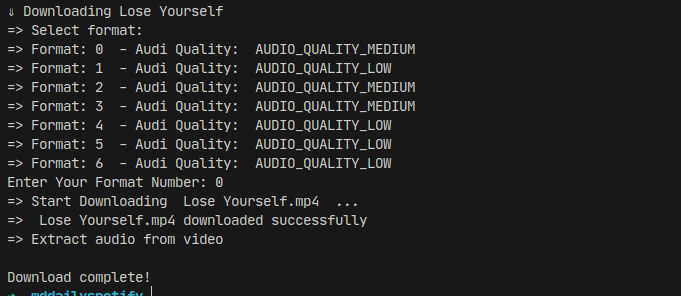 ⇓ Downloading Lose Yourself
=> Select format:
=> Format: 0 - Audi Quality: AUDIO_QUALITY_MEDIUM
=> Format: 1 - Audi Quality: AUDIO_QUALITY_LOW
=> Format: 2 - Audi Quality: AUDIO_QUALITY_MEDIUM
=> Format: 3 - Audi Quality: AUDIO_QUALITY_MEDIUM
=> Format: 4 - Audi Quality: AUDIO_QUALITY_LOW
=> Format: 5 - Audi Quality: AUDIO_QUALITY_LOW
=> Format: 6 - Audi Quality: AUDIO_QUALITY_LOW
Enter Your Format Number: 0
=> Start Downloading Lose Yourself.mp4 ...
=> Lose Yourself.mp4 downloaded successfully
=> Extract audio from video
Download complete!
→ mddailyspotify